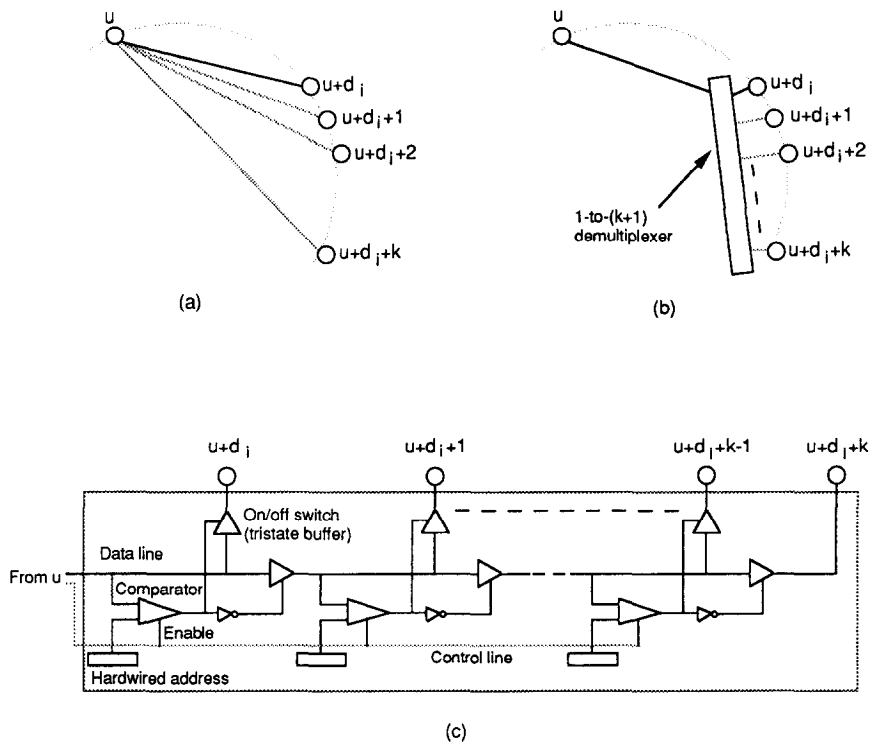 u
u+d i
u+d i+1
u+d i+2
u+d i+k
(a)
u
u+d i
u+d i+1
u+d i+2
u+d i+k
1-to-(k+1)
demultiplexer
(b)
u+d i
u+d i+1
u+d i+k-1
u+d i+k
On/off switch
(tristate buffer)
Data line
From u
Comparator
Enable
Control line
Hardwired address
(c)